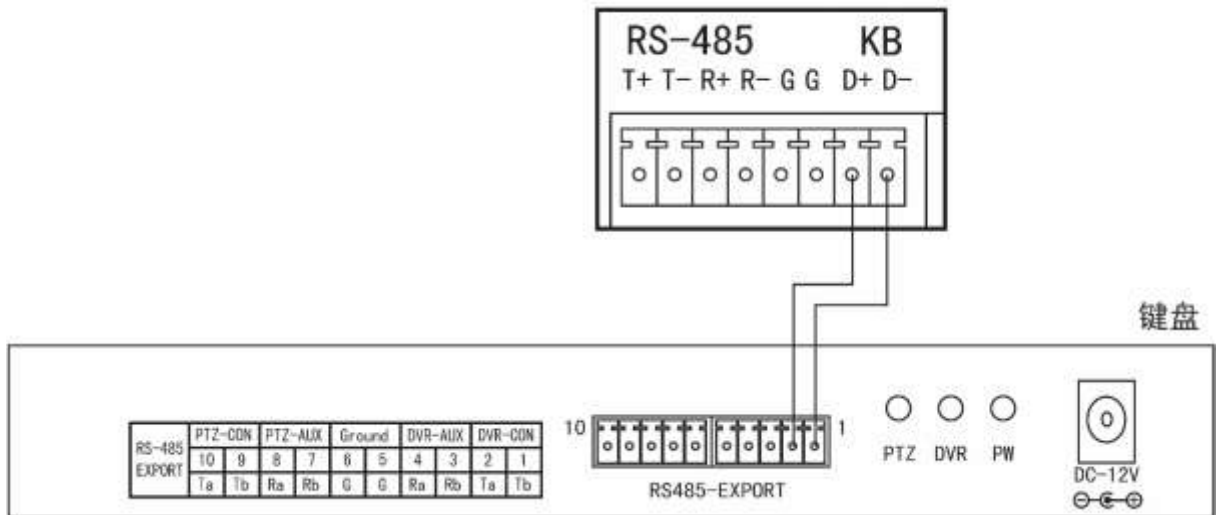 RS-485 KB
T+ T- R+ R- G G D+ D-
键盘
10 1
RS-485 EXPORT
PTZ-CON PTZ-AUX Ground DVR-AUX DVR-CON
10 9 8 7 6 5 4 3 2 1
Ta Tb Ra Rb G G Ra Rb Ta Tb
RS485-EXPORT
PTZ DVR PW
DC-12V